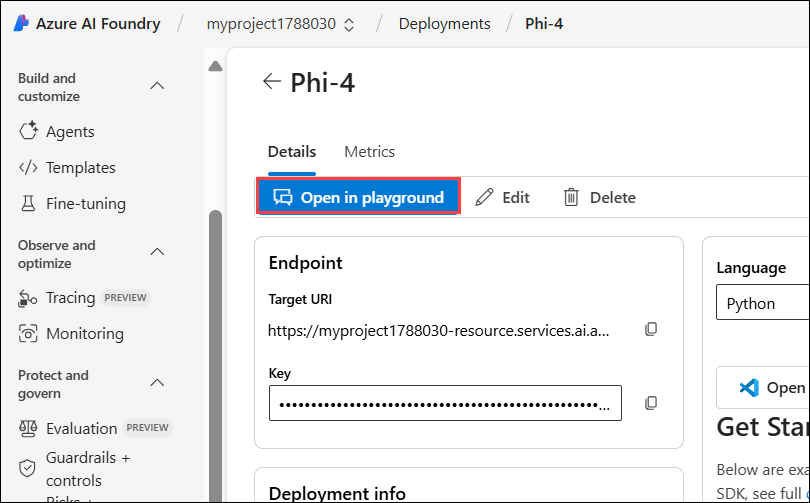 Azure AI Foundry / myproject1788030 / Deployments / Phi-4
Build and
customize
Agents
Templates
Fine-tuning
Observe and
optimize
Tracing PREVIEW
Monitoring
Protect and
govern
Evaluation PREVIEW
Guardrails +
controls
Risks +
Phi-4
Details Metrics
Open in playground Edit Delete
Endpoint
Target URI
https://myproject1788030-resource.services.ai.a...
Key
••••••••••••••••••••••••••••••••••••••••••••••••••...
Deployment info
Language
Python
Open
Get Star
Below are exa
SDK, see full